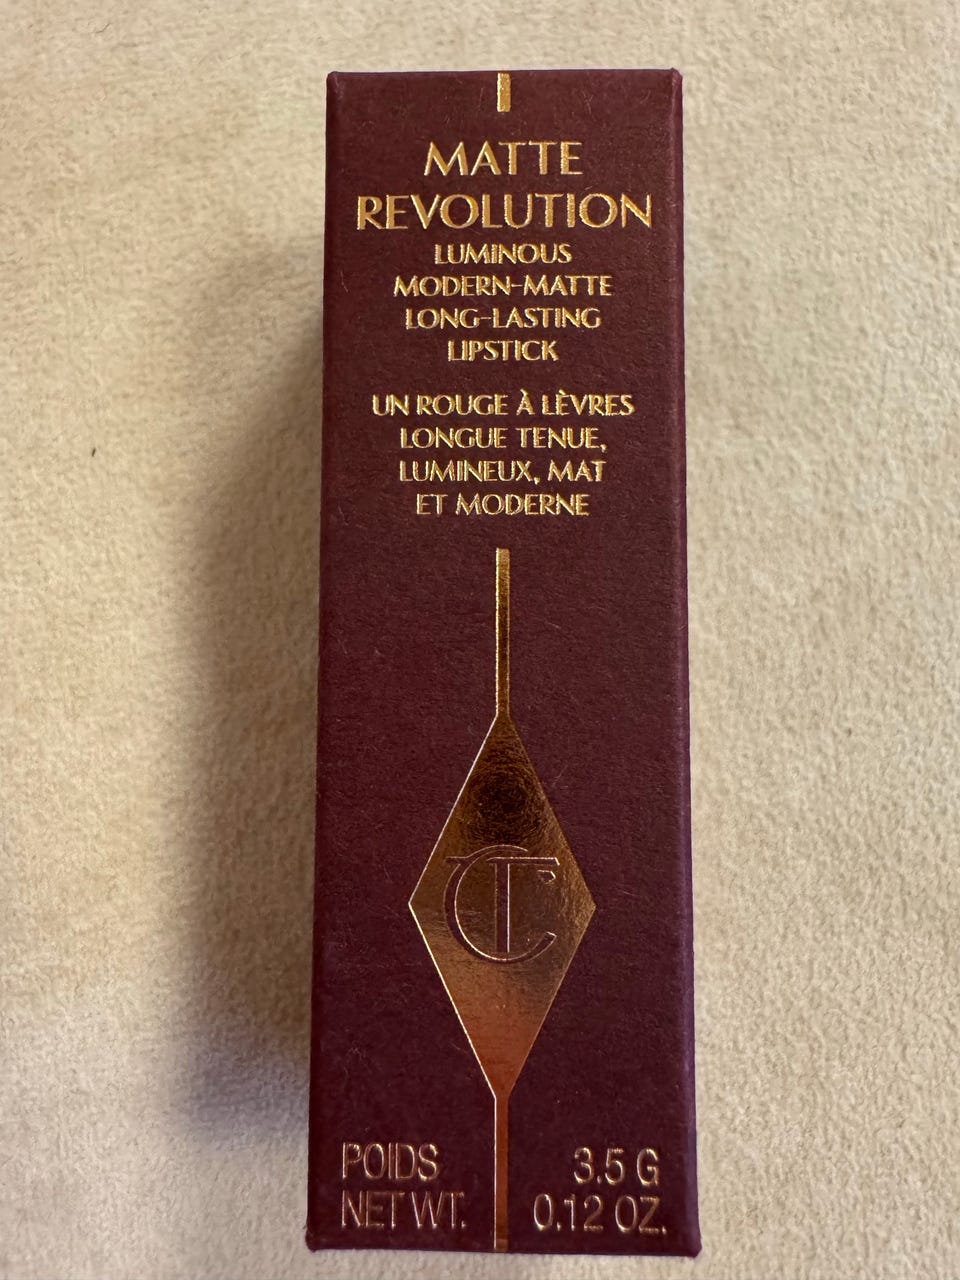 MATTE
REVOLUTION
LUMINOUS
MODERN-MATTE
LONG-LASTING
LIPSTICK
UN ROUGE À LÈVRES
LONGUE TENUE,
LUMINEUX, MAT
ET MODERNE
CT
POIDS 3.5 G
NET WT. 0.12 OZ.